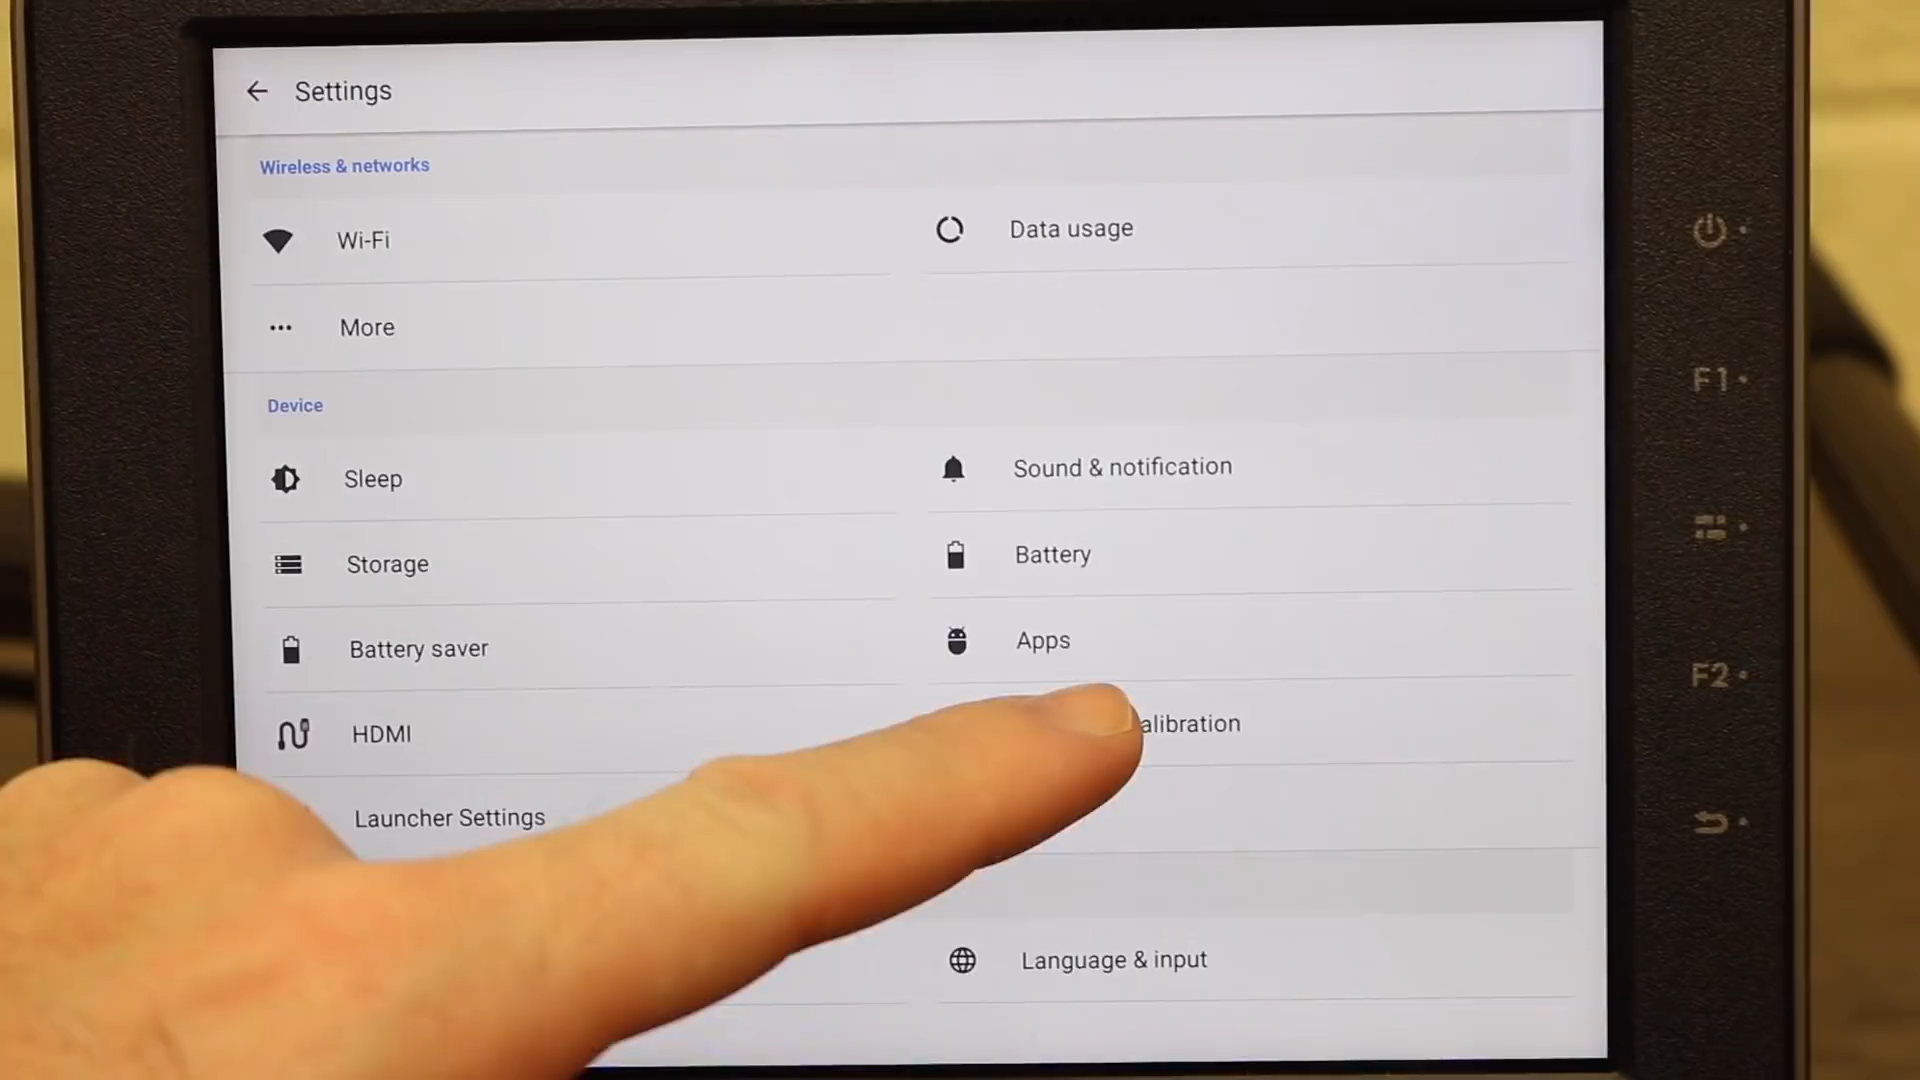 Settings
Wireless & networks
Wi-Fi
Data usage
More
Device
Sleep
Sound & notification
Storage
Battery
Battery saver
Apps
HDMI
alibration
Launcher Settings
Language & input
F1
F2